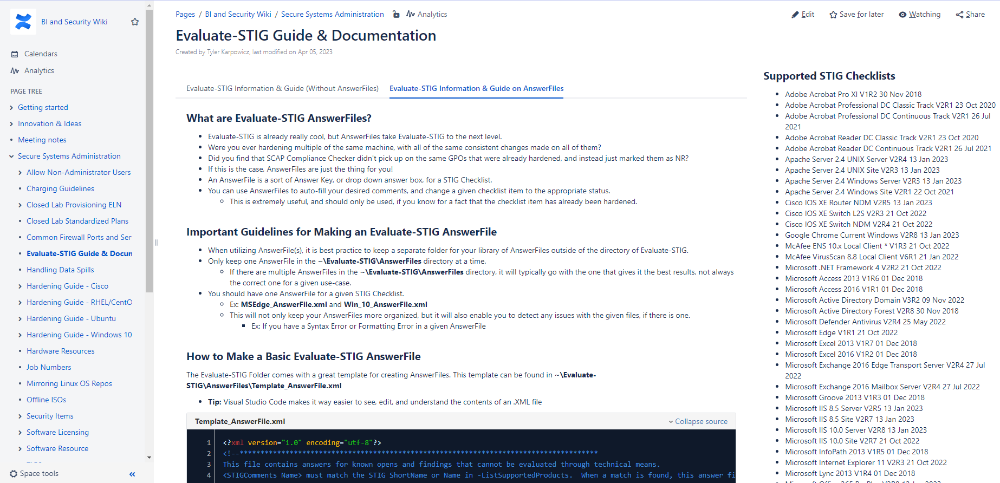 BI and Security Wiki
Calendars
Analytics
PAGE TREE
Getting started
Innovation & Ideas
Meeting notes
Secure Systems Administration
Allow Non-Administrator Users
Charging Guidelines
Closed Lab Provisioning ELN
Closed Lab Standardized Plans
Common Firewall Ports and Ser
Evaluate-STIG Guide & Docun
Handling Data Spills
Hardening Guide - Cisco
Hardening Guide - RHEL/CentO
Hardening Guide - Ubuntu
Hardening Guide - Windows 10
Hardware Resources
Job Numbers
Mirroring Linux OS Repos
Offline ISOs
Security Items
Software Licensing
Software Resource
Space tools
Pages / BI and Security Wiki / Secure Systems Administration Analytics
Edit Save for later Watching Share
Evaluate-STIG Guide & Documentation
Created by Tyler Karpowicz, last modified on Apr 05, 2023
Evaluate-STIG Information & Guide (Without AnswerFiles) Evaluate-STIG Information & Guide on AnswerFiles
What are Evaluate-STIG AnswerFiles?
• Evaluate-STIG is already really cool, but AnswerFiles take Evaluate-STIG to the next level.
• Were you ever hardening multiple of the same machine, with all of the same consistent changes made on all of them?
• Did you find that SCAP Compliance Checker didn't pick up on the same GPOs that were already hardened, and instead just marked them as NR?
• If this is the case, AnswerFiles are just the thing for you!
• An AnswerFile is a sort of Answer Key, or drop down answer box, for a STIG Checklist.
• You can use AnswerFiles to auto-fill your desired comments, and change a given checklist item to the appropriate status.
◦ This is extremely useful, and should only be used, if you know for a fact that the checklist item has already been hardened.
Important Guidelines for Making an Evaluate-STIG AnswerFile
• When utilizing AnswerFile(s), it is best practice to keep a separate folder for your library of AnswerFiles outside of the directory of Evaluate-STIG.
• Only keep one AnswerFile in the ~\Evaluate-STIG\AnswerFiles directory at a time.
◦ If there are multiple AnswerFiles in the ~\Evaluate-STIG\AnswerFiles directory, it will typically go with the one that gives it the best results, not always
the correct one for a given use-case.
• You should have one AnswerFile for a given STIG Checklist.
◦ Ex: MSEdge_AnswerFile.xml and Win_10_AnswerFile.xml
◦ This will not only keep your AnswerFiles more organized, but it will also enable you to detect any issues with the given files, if there is one.
▪ Ex: If you have a Syntax Error or Formatting Error in a given AnswerFile
How to Make a Basic Evaluate-STIG AnswerFile
The Evaluate-STIG Folder comes with a great template for creating AnswerFiles. This template can be found in ~\Evaluate-
STIG\AnswerFiles\Template_AnswerFile.xml
• Tip: Visual Studio Code makes it way easier to see, edit, and understand the contents of an .XML file
Template_AnswerFile.xml Collapse source
1 <?xml version="1.0" encoding="utf-8"?>
2 <!--**************************************************************************************
3 This file contains answers for known opens and findings that cannot be evaluated through technical means.
4 <STIGComments Name> must match the STIG ShortName or Name in -ListSupportedProducts.  When a match is found, this answer fi
Supported STIG Checklists
• Adobe Acrobat Pro XI V1R2 30 Nov 2018
• Adobe Acrobat Professional DC Classic Track V2R1 23 Oct 2020
• Adobe Acrobat Professional DC Continuous Track V2R1 26 Jul
2021
• Adobe Acrobat Reader DC Classic Track V2R1 23 Oct 2020
• Adobe Acrobat Reader DC Continuous Track V2R1 26 Jul 2021
• Apache Server 2.4 UNIX Server V2R4 13 Jan 2023
• Apache Server 2.4 UNIX Site V2R3 13 Jan 2023
• Apache Server 2.4 Windows Server V2R3 13 Jan 2023
• Apache Server 2.4 Windows Site V2R1 22 Oct 2021
• Cisco IOS XE Router NDM V2R5 13 Jan 2023
• Cisco IOS XE Switch L2S V2R3 21 Oct 2022
• Cisco IOS XE Switch NDM V2R4 21 Oct 2022
• Google Chrome Current Windows V2R8 13 Jan 2023
• McAfee ENS 10.x Local Client * V1R3 21 Oct 2022
• McAfee VirusScan 8.8 Local Client V6R1 21 Jan 2022
• Microsoft .NET Framework 4 V2R2 21 Oct 2022
• Microsoft Access 2013 V1R6 01 Dec 2018
• Microsoft Access 2016 V1R1 01 Dec 2018
• Microsoft Active Directory Domain V3R2 09 Nov 2022
• Microsoft Active Directory Forest V2R8 30 Nov 2018
• Microsoft Defender Antivirus V2R4 25 May 2022
• Microsoft Edge V1R1 21 Oct 2022
• Microsoft Excel 2013 V1R7 01 Dec 2018
• Microsoft Excel 2016 V1R2 01 Dec 2018
• Microsoft Exchange 2016 Edge Transport Server V2R4 27 Jul
2022
• Microsoft Exchange 2016 Mailbox Server V2R4 27 Jul 2022
• Microsoft Groove 2013 V1R3 01 Dec 2018
• Microsoft IIS 8.5 Server V2R5 13 Jan 2023
• Microsoft IIS 8.5 Site V2R7 13 Jan 2023
• Microsoft IIS 10.0 Server V2R8 13 Jan 2023
• Microsoft IIS 10.0 Site V2R7 21 Oct 2022
• Microsoft InfoPath 2013 V1R5 01 Dec 2018
• Microsoft Internet Explorer 11 V2R3 21 Oct 2022
• Microsoft Lync 2013 V1R4 01 Dec 2018